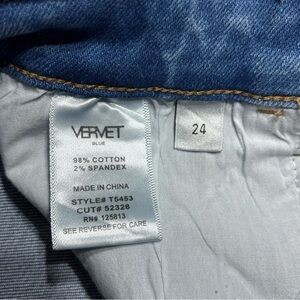 VERVET
BLUE
98% COTTON
2% SPANDEX
MADE IN CHINA
STYLE# T5453
CUT# 52328
RN# 125813
SEE REVERSE FOR CARE
24